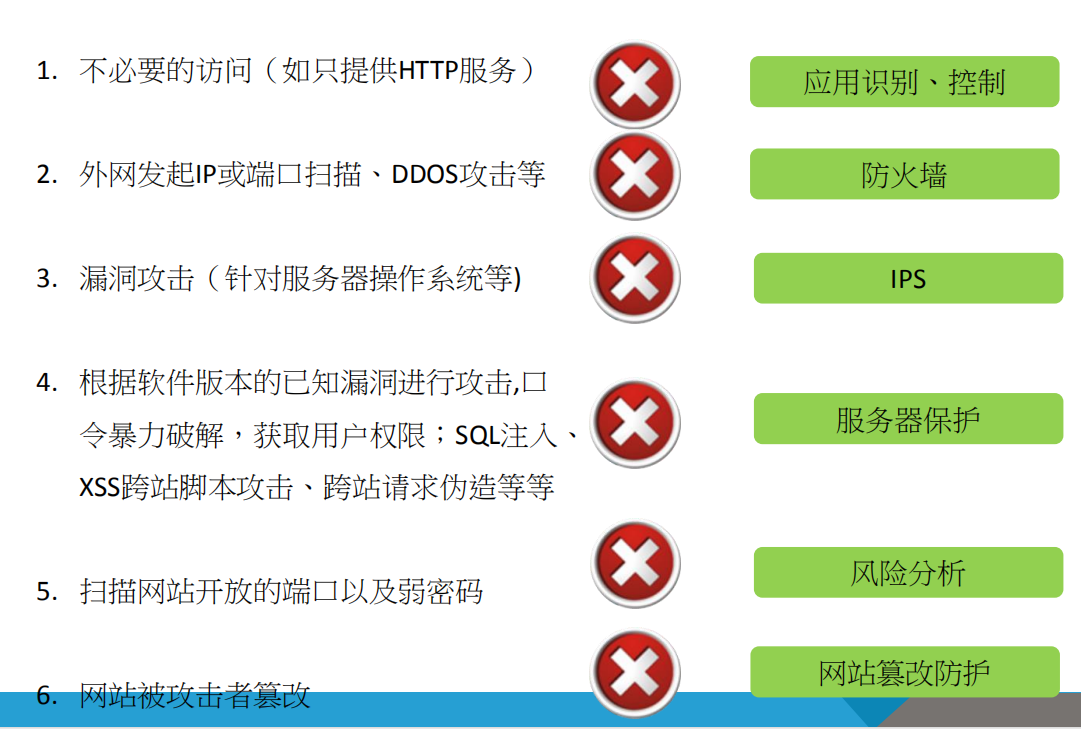 1. 不必要的访问（如只提供HTTP服务）
应用识别、控制
2. 外网发起IP或端口扫描、DDOS攻击等
防火墙
3. 漏洞攻击（针对服务器操作系统等)
IPS
4. 根据软件版本的已知漏洞进行攻击,口
令暴力破解，获取用户权限；SQL注入、
XSS跨站脚本攻击、跨站请求伪造等等
服务器保护
5. 扫描网站开放的端口以及弱密码
风险分析
6. 网站被攻击者篡改
网站篡改防护